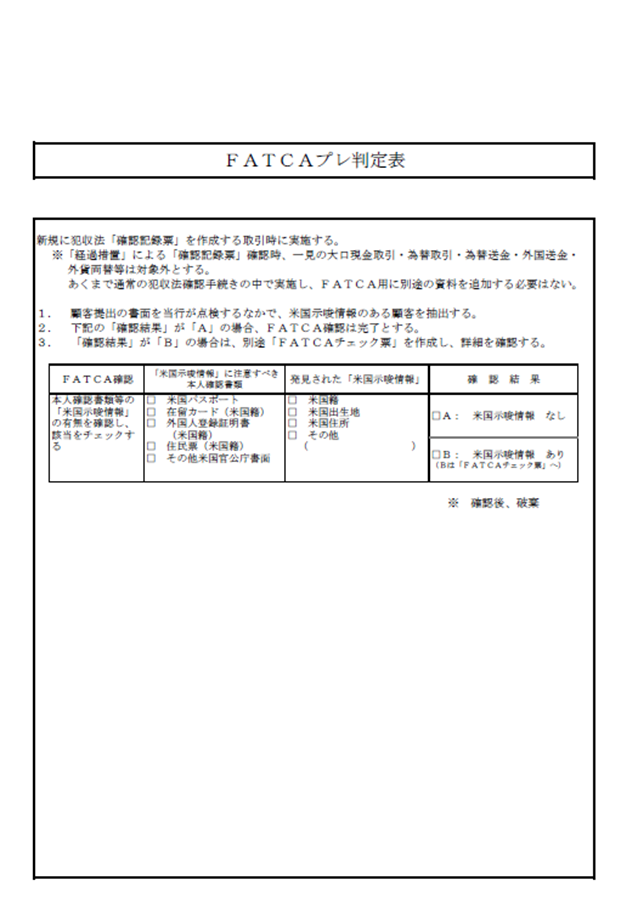 ＦＡＴＣＡプレ判定表
新規に犯収法「確認記録票」を作成する取引時に実施する。
※「経過措置」による「確認記録票」確認時、一見の大口現金取引・為替取引・為替送金・外国送金・
外貨両替等は対象外とする。
あくまで通常の犯収法確認手続きの中で実施し、ＦＡＴＣＡ用に別途の資料を追加する必要はない。
１． 顧客提出の書面を当行が点検するなかで、米国示唆情報のある顧客を抽出する。
２． 下記の「確認結果」が「Ａ」の場合、ＦＡＴＣＡ確認は完了とする。
３． 「確認結果」が「Ｂ」の場合は、別途「ＦＡＴＣＡチェック票」を作成し、詳細を確認する。
ＦＡＴＣＡ確認
「米国示唆情報」に注意すべき
本人確認書類
発見された「米国示唆情報」
確 認 結 果
本人確認書類等の
「米国示唆情報」
の有無を確認し、
該当をチェックす
る
□ 米国パスポート
□ 在留カード（米国籍）
□ 外国人登録証明書
（米国籍）
□ 住民票（米国籍）
□ その他米国官公庁書面
□ 米国籍
□ 米国出生地
□ 米国住所
□ その他
（ ）
□Ａ： 米国示唆情報 なし
□Ｂ： 米国示唆情報 あり
（Bは「ＦＡＴＣＡチェック票」へ）
※ 確認後、破棄